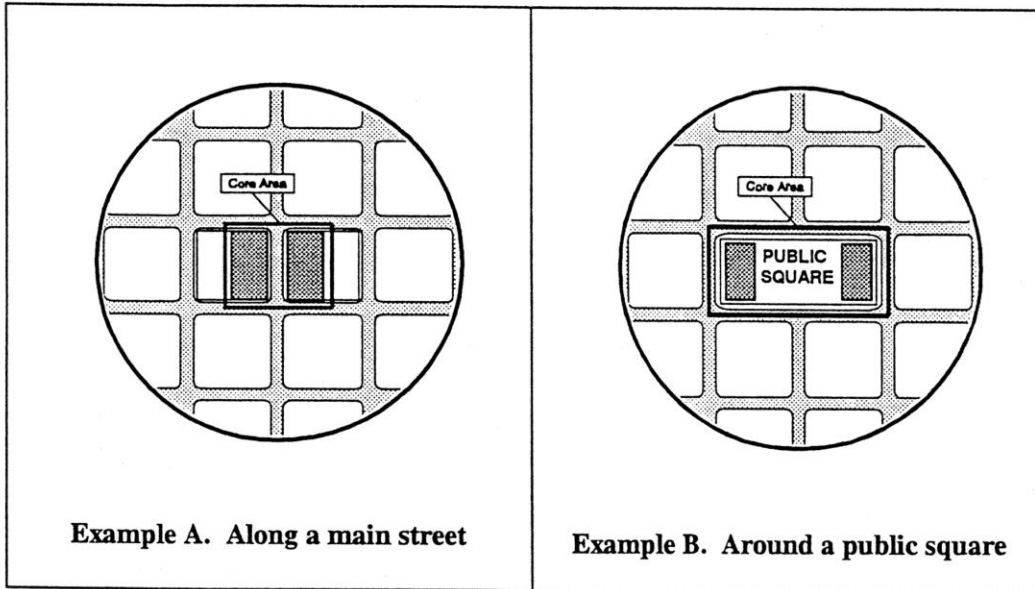 Core Area
Example A. Along a main street
Core Area
PUBLIC
SQUARE
Example B. Around a public square